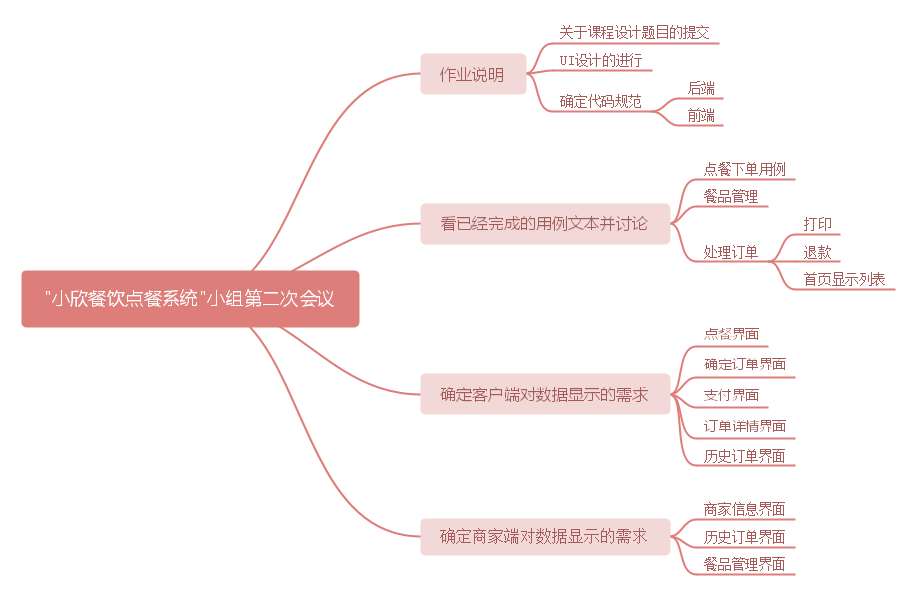 "小欣餐饮点餐系统"小组第二次会议
作业说明
关于课程设计题目的提交
UI设计的进行
确定代码规范
后端
前端
看已经完成的用例文本并讨论
点餐下单用例
餐品管理
处理订单
打印
退款
首页显示列表
确定客户端对数据显示的需求
点餐界面
确定订单界面
支付界面
订单详情界面
历史订单界面
确定商家端对数据显示的需求
商家信息界面
历史订单界面
餐品管理界面